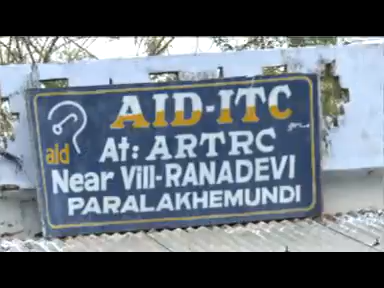 AID-ITC
aid
At: ARTRC
Near Vill-RANADEVI
PARALAKHEMUNDI